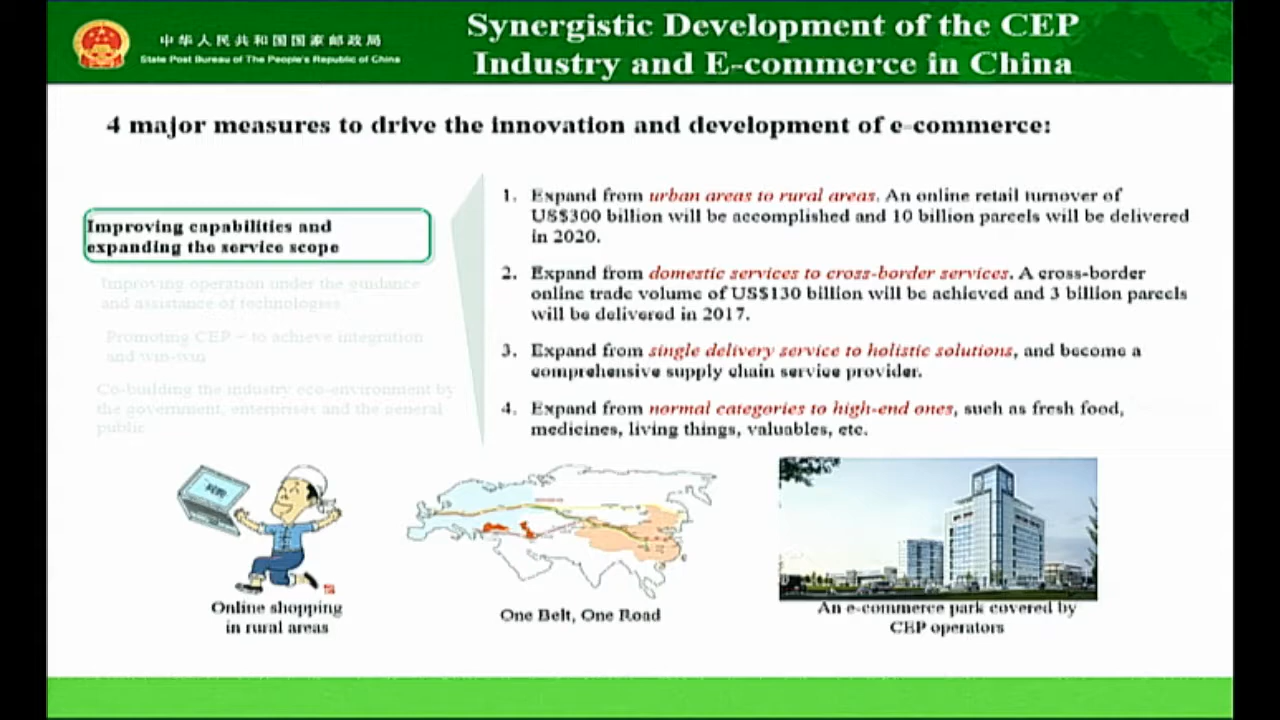 中华人民共和国国家邮政局
State Post Bureau of The People's Republic of China
Synergistic Development of the CEP
Industry and E-commerce in China
4 major measures to drive the innovation and development of e-commerce:
Improving capabilities and
expanding the service scope
Improving operation under the guidance
and assistance of technologies
Promoting CEP – to achieve integration
and win-win
Co-building the industry eco-environment by
the government, enterprises and the general
public
1. Expand from urban areas to rural areas. An online retail turnover of
US$300 billion will be accomplished and 10 billion parcels will be delivered
in 2020.
2. Expand from domestic services to cross-border services. A cross-border
online trade volume of US$130 billion will be achieved and 3 billion parcels
will be delivered in 2017.
3. Expand from single delivery service to holistic solutions, and become a
comprehensive supply chain service provider.
4. Expand from normal categories to high-end ones, such as fresh food,
medicines, living things, valuables, etc.
Online shopping
in rural areas
One Belt, One Road
An e-commerce park covered by
CEP operators